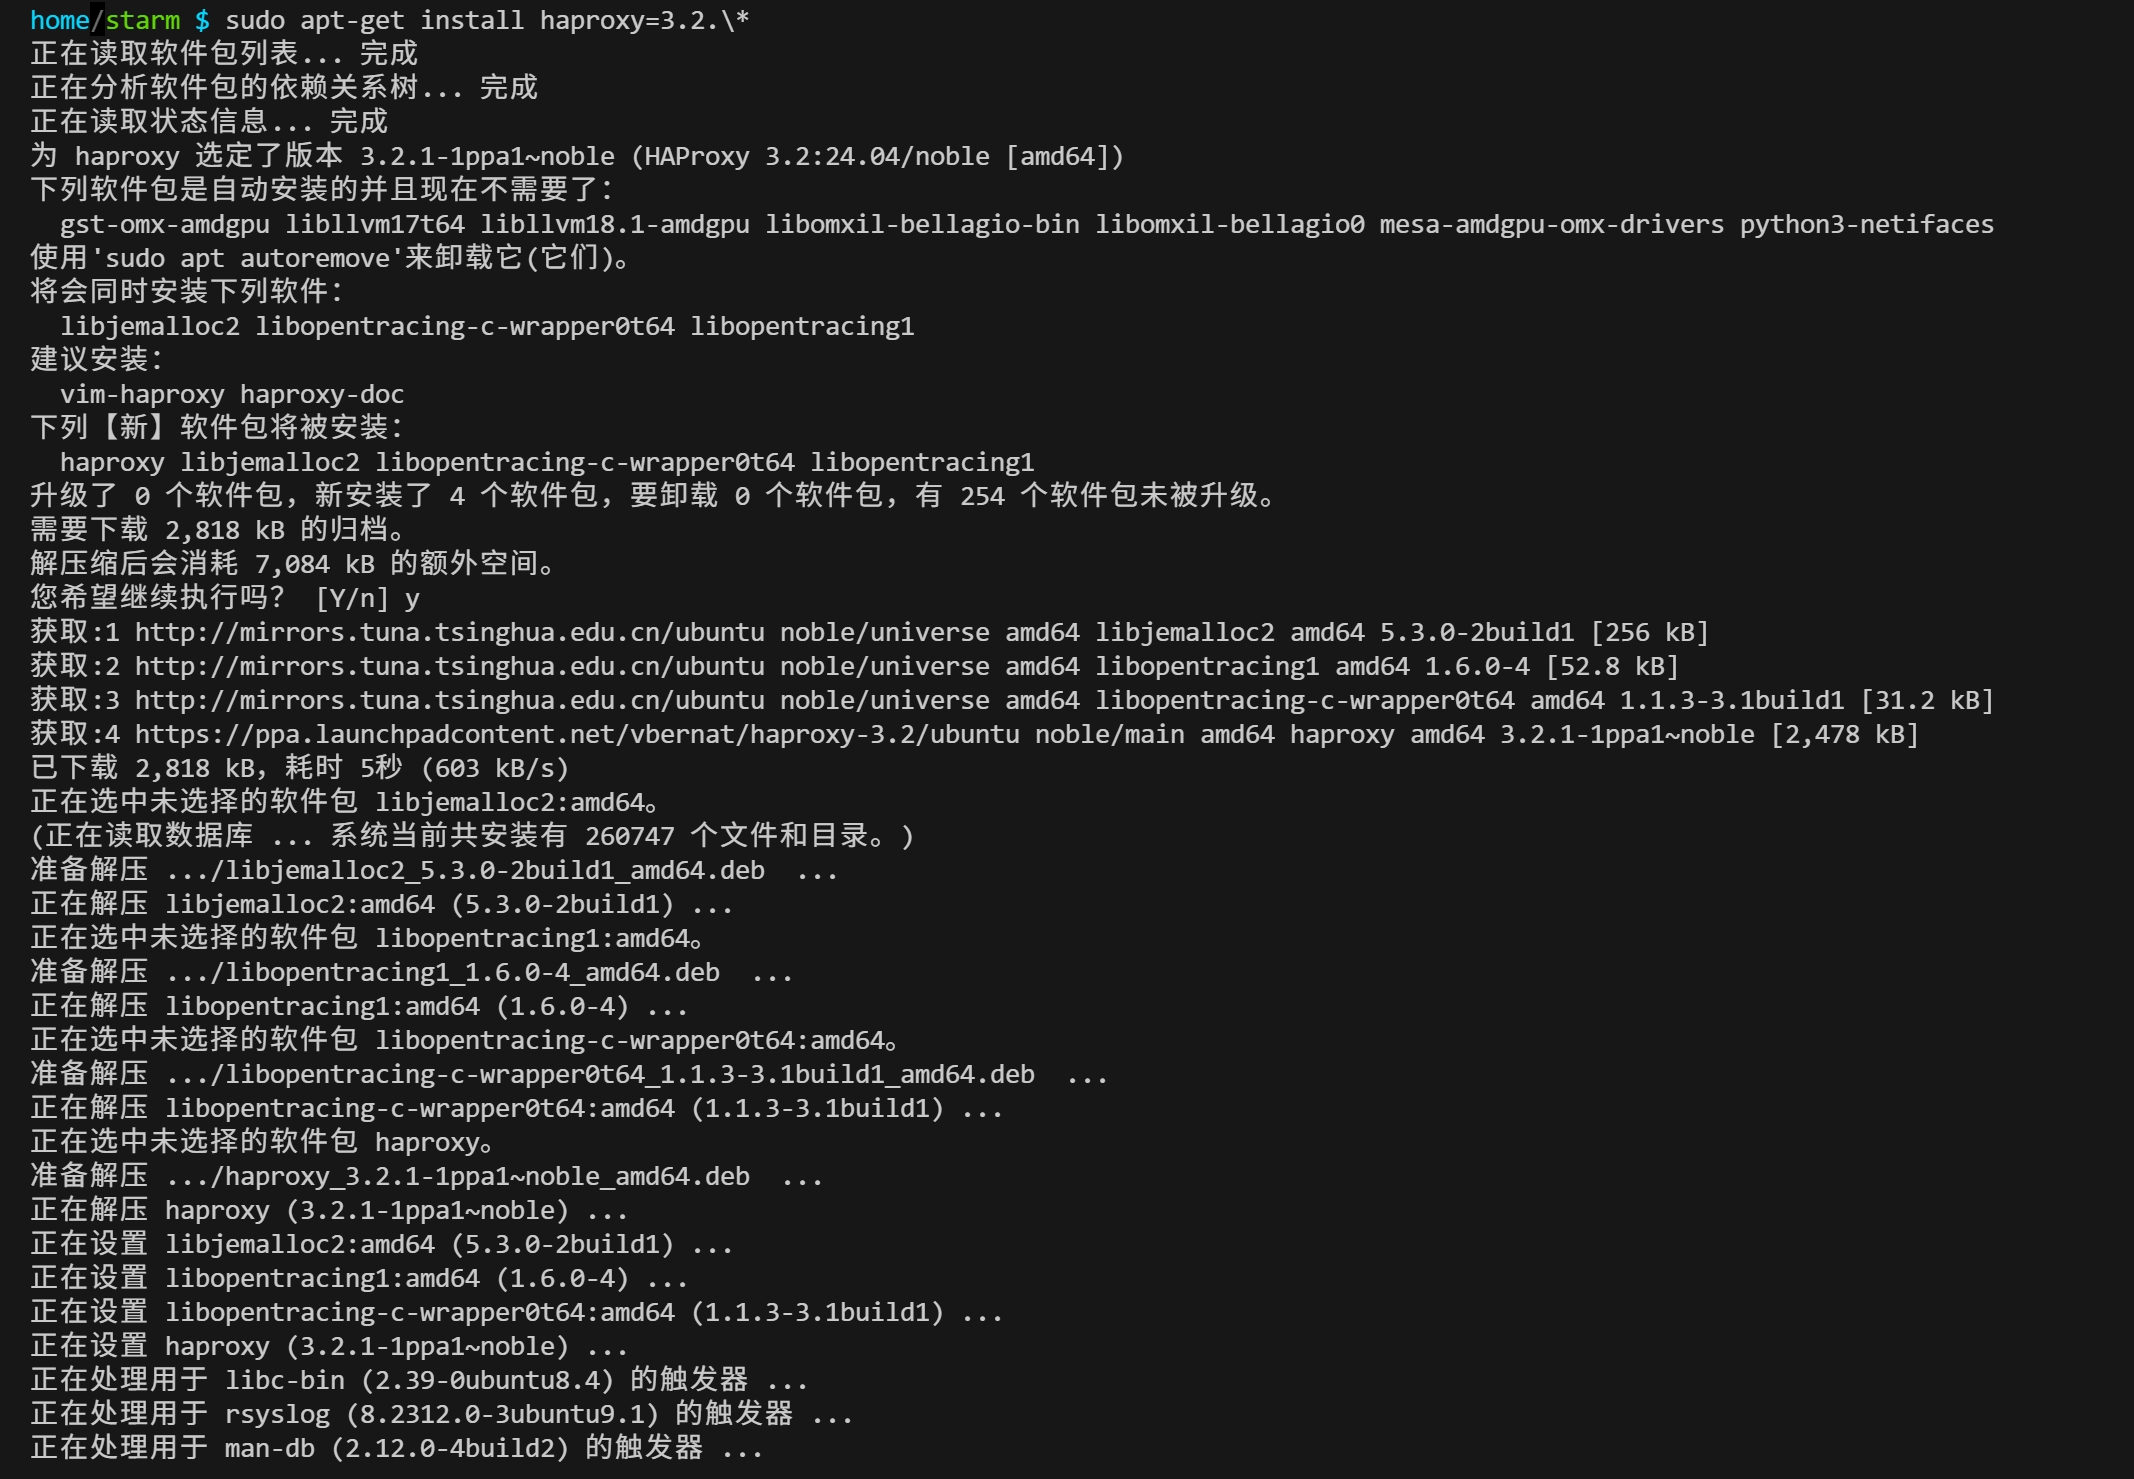 home/starm $ sudo apt-get install haproxy=3.2.\*
正在读取软件包列表... 完成
正在分析软件包的依赖关系树... 完成
正在读取状态信息... 完成
为 haproxy 选定了版本 3.2.1-1ppa1~noble (HAProxy 3.2:24.04/noble [amd64])
下列软件包是自动安装的并且现在不需要了：
  gst-omx-amdgpu libllvm17t64 libllvm18.1-amdgpu libomxil-bellagio-bin libomxil-bellagio0 mesa-amdgpu-omx-drivers python3-netifaces
使用'sudo apt autoremove'来卸载它(它们)。
将会同时安装下列软件：
  libjemalloc2 libopentracing-c-wrapper0t64 libopentracing1
建议安装：
  vim-haproxy haproxy-doc
下列【新】软件包将被安装：
  haproxy libjemalloc2 libopentracing-c-wrapper0t64 libopentracing1
升级了 0 个软件包，新安装了 4 个软件包，要卸载 0 个软件包，有 254 个软件包未被升级。
需要下载 2,818 kB 的归档。
解压缩后会消耗 7,084 kB 的额外空间。
您希望继续执行吗？ [Y/n] y
获取:1 http://mirrors.tuna.tsinghua.edu.cn/ubuntu noble/universe amd64 libjemalloc2 amd64 5.3.0-2build1 [256 kB]
获取:2 http://mirrors.tuna.tsinghua.edu.cn/ubuntu noble/universe amd64 libopentracing1 amd64 1.6.0-4 [52.8 kB]
获取:3 http://mirrors.tuna.tsinghua.edu.cn/ubuntu noble/universe amd64 libopentracing-c-wrapper0t64 amd64 1.1.3-3.1build1 [31.2 kB]
获取:4 https://ppa.launchpadcontent.net/vbernat/haproxy-3.2/ubuntu noble/main amd64 haproxy amd64 3.2.1-1ppa1~noble [2,478 kB]
已下载 2,818 kB，耗时 5秒 (603 kB/s)
正在选中未选择的软件包 libjemalloc2:amd64。
(正在读取数据库 ... 系统当前共安装有 260747 个文件和目录。)
准备解压 .../libjemalloc2_5.3.0-2build1_amd64.deb  ...
正在解压 libjemalloc2:amd64 (5.3.0-2build1) ...
正在选中未选择的软件包 libopentracing1:amd64。
准备解压 .../libopentracing1_1.6.0-4_amd64.deb  ...
正在解压 libopentracing1:amd64 (1.6.0-4) ...
正在选中未选择的软件包 libopentracing-c-wrapper0t64:amd64。
准备解压 .../libopentracing-c-wrapper0t64_1.1.3-3.1build1_amd64.deb  ...
正在解压 libopentracing-c-wrapper0t64:amd64 (1.1.3-3.1build1) ...
正在选中未选择的软件包 haproxy。
准备解压 .../haproxy_3.2.1-1ppa1~noble_amd64.deb  ...
正在解压 haproxy (3.2.1-1ppa1~noble) ...
正在设置 libjemalloc2:amd64 (5.3.0-2build1) ...
正在设置 libopentracing1:amd64 (1.6.0-4) ...
正在设置 libopentracing-c-wrapper0t64:amd64 (1.1.3-3.1build1) ...
正在设置 haproxy (3.2.1-1ppa1~noble) ...
正在处理用于 libc-bin (2.39-0ubuntu8.4) 的触发器 ...
正在处理用于 rsyslog (8.2312.0-3ubuntu9.1) 的触发器 ...
正在处理用于 man-db (2.12.0-4build2) 的触发器 ...